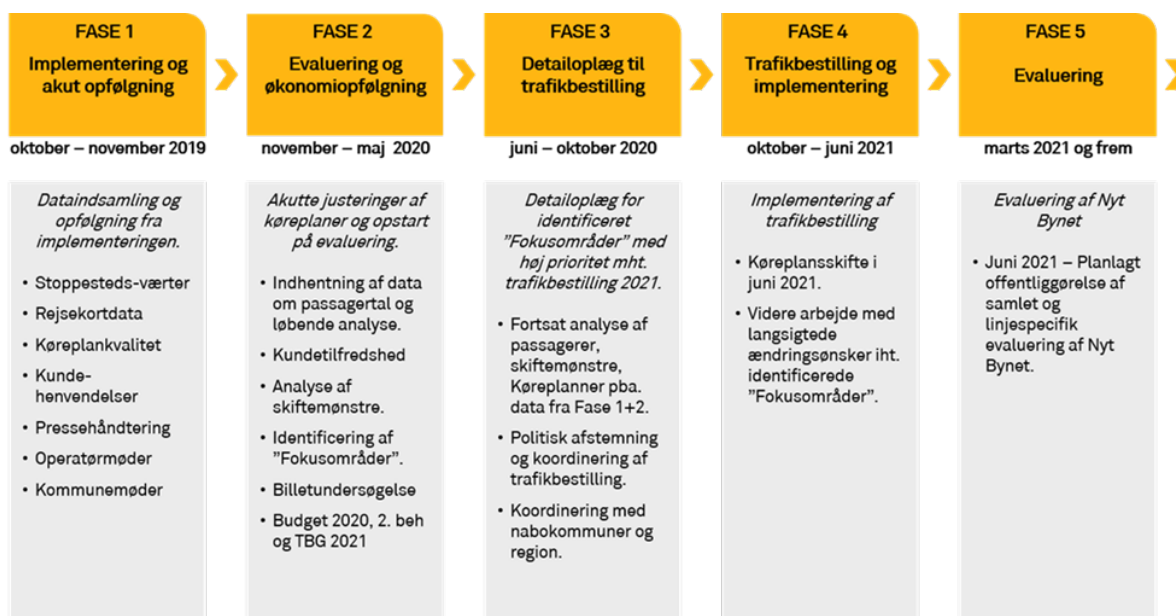 FASE 1
Implementering og
akut opfølgning
oktober – november 2019
Dataindsamling og
opfølgning fra
implementeringen.
• Stoppesteds-værter
• Rejsekortdata
• Køreplankvalitet
• Kunde-
henvendelser
• Pressehåndtering
• Operatørmøder
• Kommunemøder
FASE 2
Evaluering og
økonomiopfølgning
november – maj 2020
Akutte justeringer af
køreplaner og opstart
på evaluering.
• Indhentning af data
om passagertal og
løbende analyse.
• Kundetilfredshed
• Analyse af
skiftemønstre.
• Identificering af
”Fokusområder”.
• Billetundersøgelse
• Budget 2020, 2. beh
og TBG 2021
FASE 3
Detailoplæg til
trafikbestilling
juni – oktober 2020
Detailoplæg for
identificeret
”Fokusområder” med
høj prioritet mht.
trafikbestilling 2021.
• Fortsat analyse af
passagerer,
skiftemønstre,
Køreplanner pba.
data fra Fase 1+2.
• Politisk afstemning
og koordinering af
trafikbestilling.
• Koordinering med
nabokommuner og
region.
FASE 4
Trafikbestilling og
implementering
oktober – juni 2021
Implementering af
trafikbestilling
• Køreplansskifte i
juni 2021.
• Videre arbejde med
langsigtede
ændringsønsker iht.
identificerede
”Fokusområder”.
FASE 5
Evaluering
marts 2021 og frem
Evaluering af Nyt
Bynet
• Juni 2021 – Planlagt
offentliggørelse af
samlet og
linjespecifik
evaluering af Nyt
Bynet.